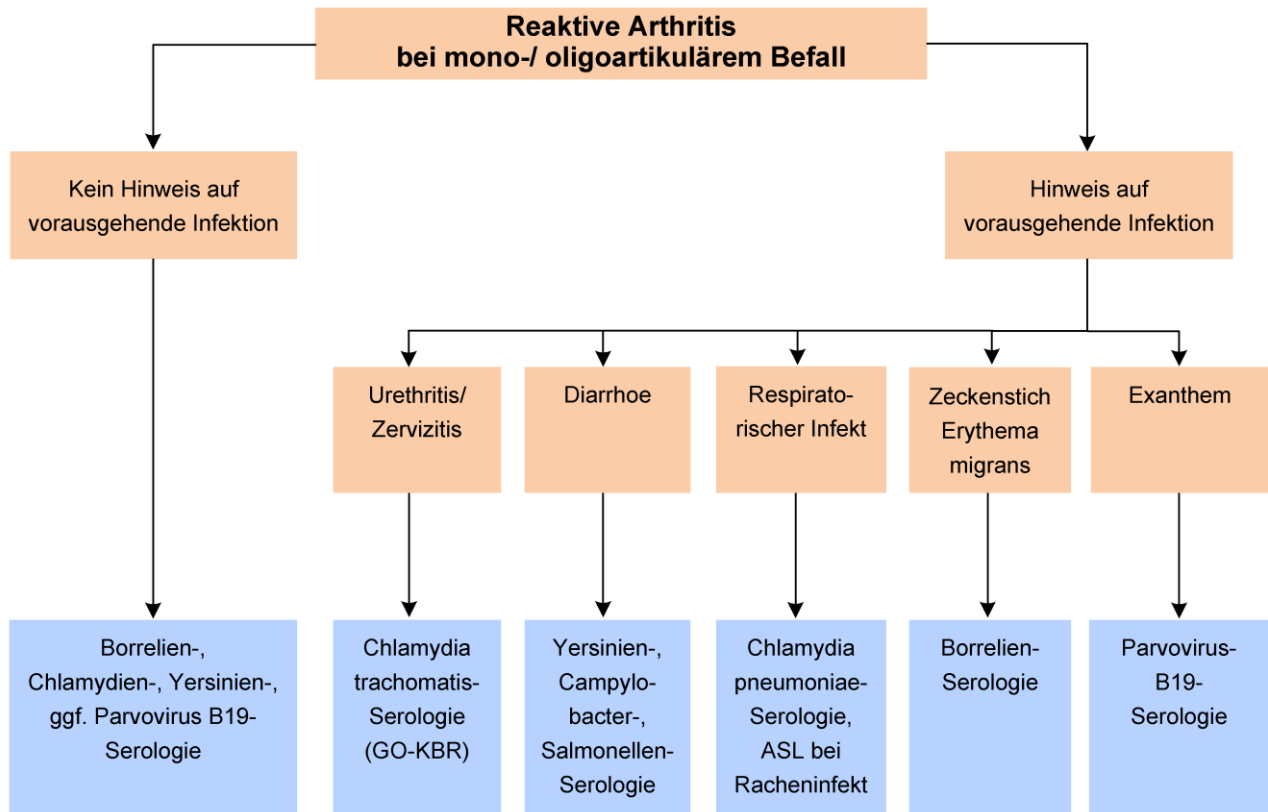 Reaktive Arthritis
bei mono-/ oligoartikulärem Befall
Kein Hinweis auf
vorausgehende Infektion
Hinweis auf
vorausgehende Infektion
Urethritis/
Zervizitis
Diarrhoe
Respirato-
rischer Infekt
Zeckenstich
Erythema
migrans
Exanthem
Borrelien-,
Chlamydien-, Yersinien-,
ggf. Parvovirus B19-
Serologie
Chlamydia
trachomatis-
Serologie
(GO-KBR)
Yersinien-,
Campylo-
bacter-,
Salmonellen-
Serologie
Chlamydia
pneumoniae-
Serologie,
ASL bei
Racheninfekt
Borrelien-
Serologie
Parvovirus-
B19-
Serologie